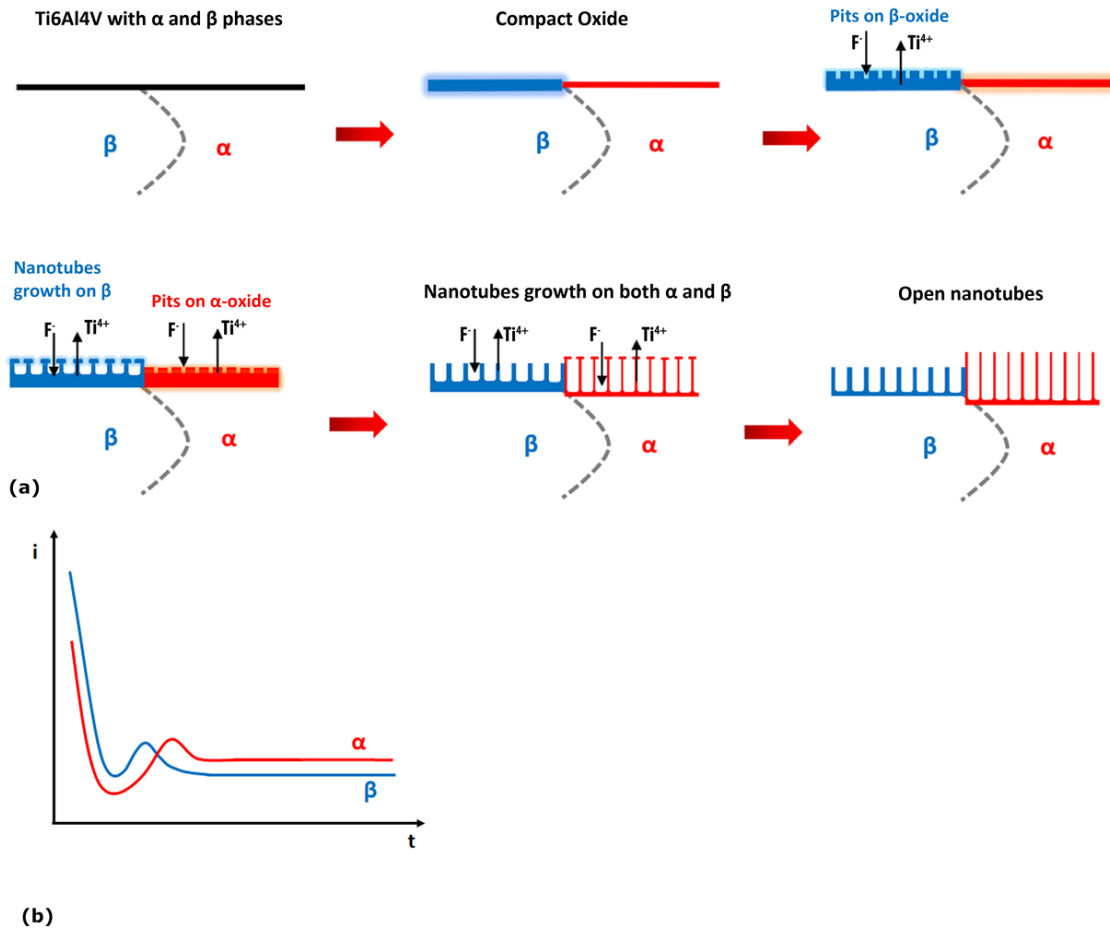 Ti6Al4V with α and β phases
Compact Oxide
Pits on β-oxide
F-
Ti4+
β
α
β
α
β
α
Nanotubes
growth on β
Pits on α-oxide
F-
Ti4+
F-
Ti4+
Nanotubes growth on both α and β
F-
Ti4+
F-
Ti4+
Open nanotubes
β
α
β
α
β
α
(a)
i
α
β
t
(b)